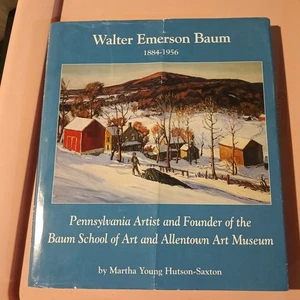 Walter Emerson Baum
1884-1956
Pennsylvania Artist and Founder of the
Baum School of Art and Allentown Art Museum
by Martha Young Hutson-Saxton